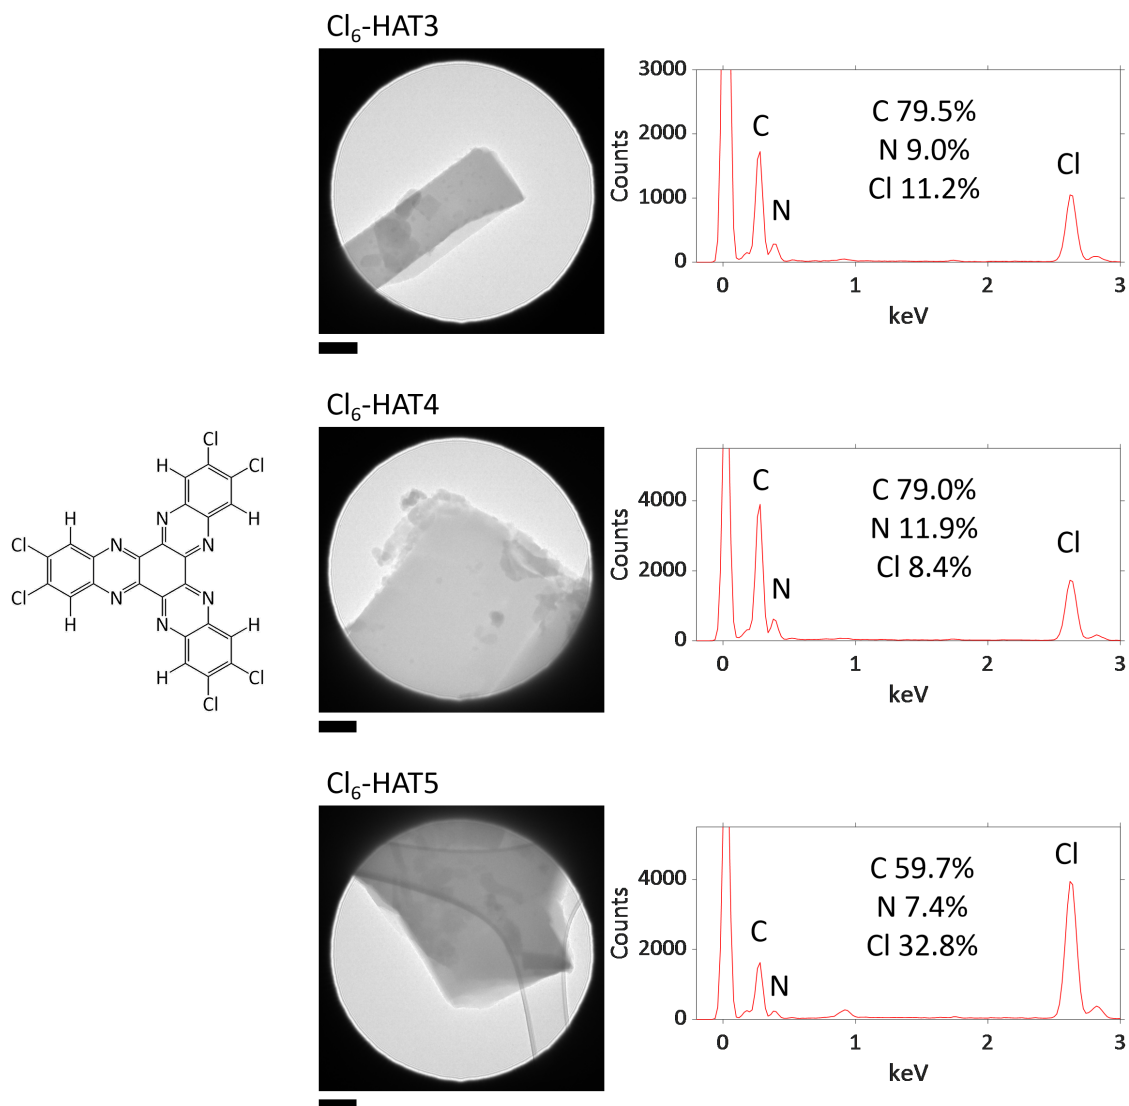 Cl₆-HAT3
3000
2000
1000
0
Counts
C
N
Cl
C 79.5%
N 9.0%
Cl 11.2%
0 1 2 3
keV
Cl₆-HAT4
4000
2000
0
Counts
C
N
Cl
C 79.0%
N 11.9%
Cl 8.4%
0 1 2 3
keV
Cl
H
Cl
H
N
N
H
Cl
N
Cl
N
H
N
N
H
H
Cl
Cl
Cl₆-HAT5
4000
2000
0
Counts
C
N
Cl
C 59.7%
N 7.4%
Cl 32.8%
0 1 2 3
keV